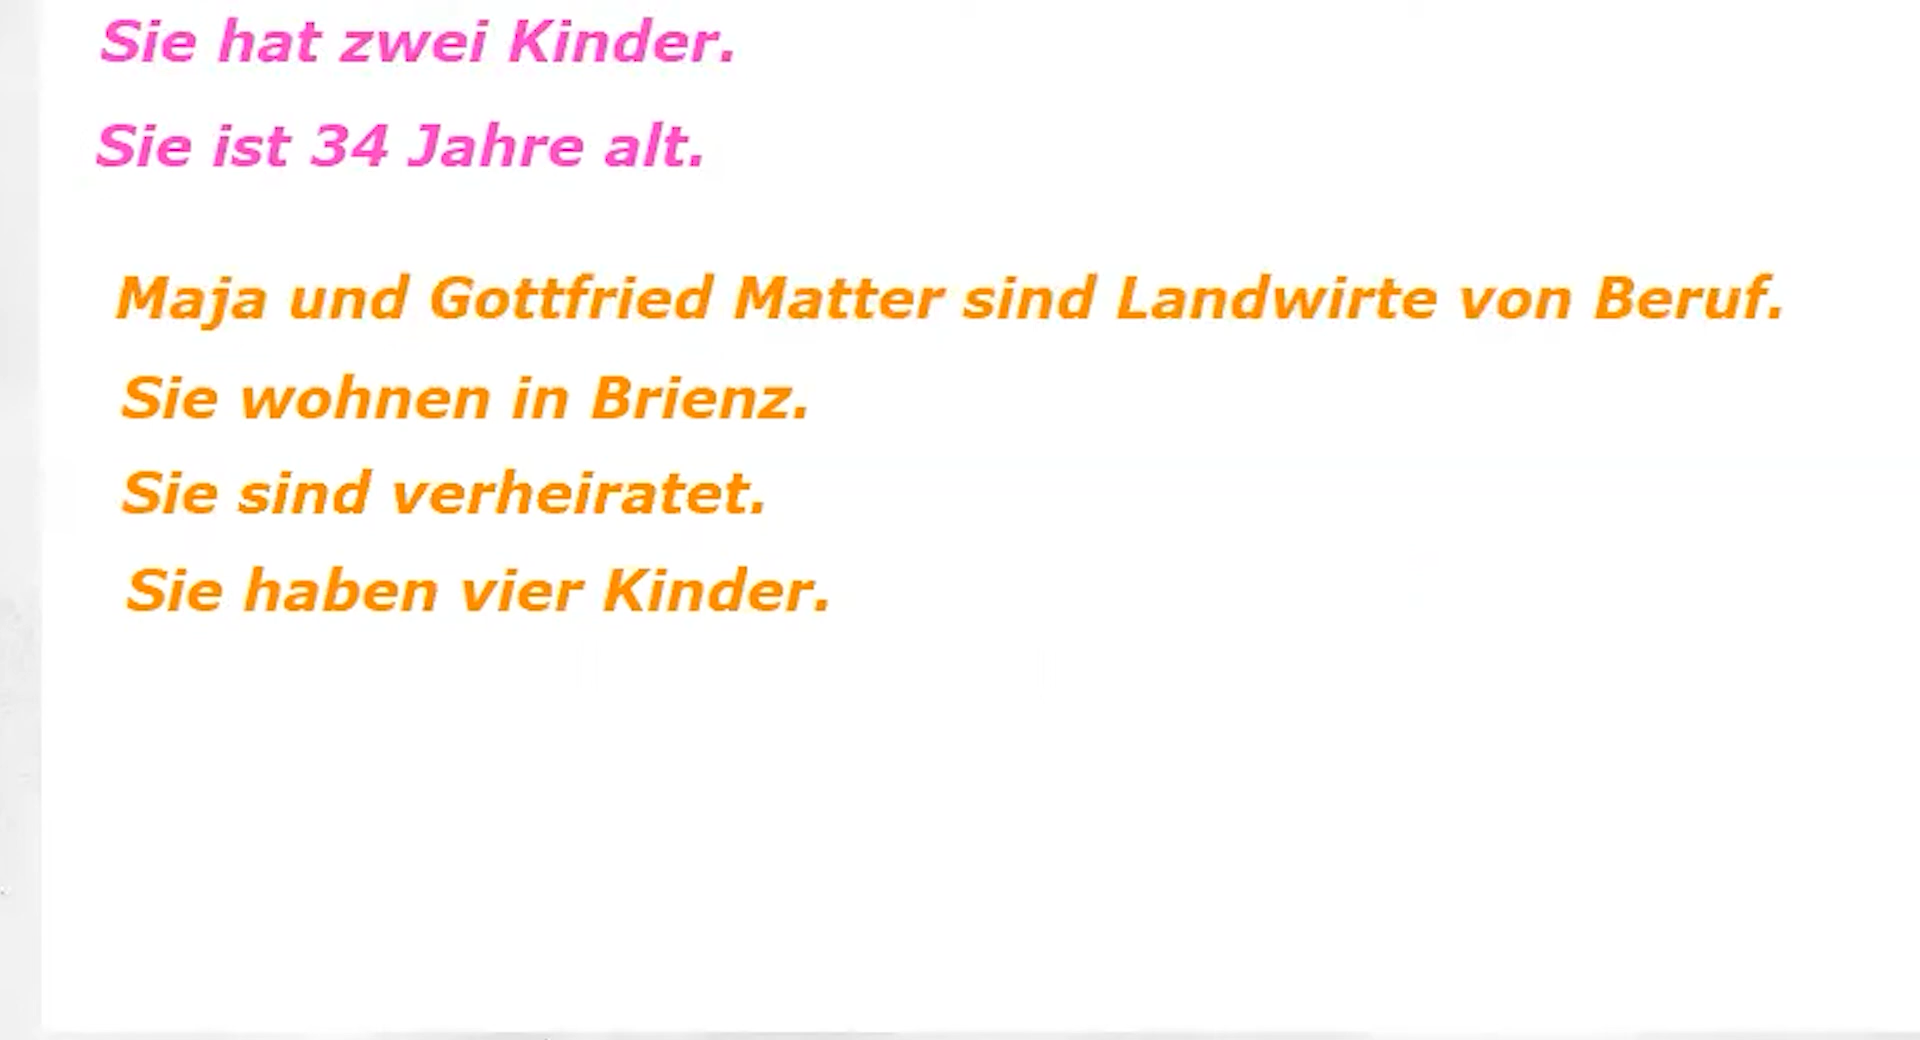 Sie hat zwei Kinder.
Sie ist 34 Jahre alt.
Maja und Gottfried Matter sind Landwirte von Beruf.
Sie wohnen in Brienz.
Sie sind verheiratet.
Sie haben vier Kinder.